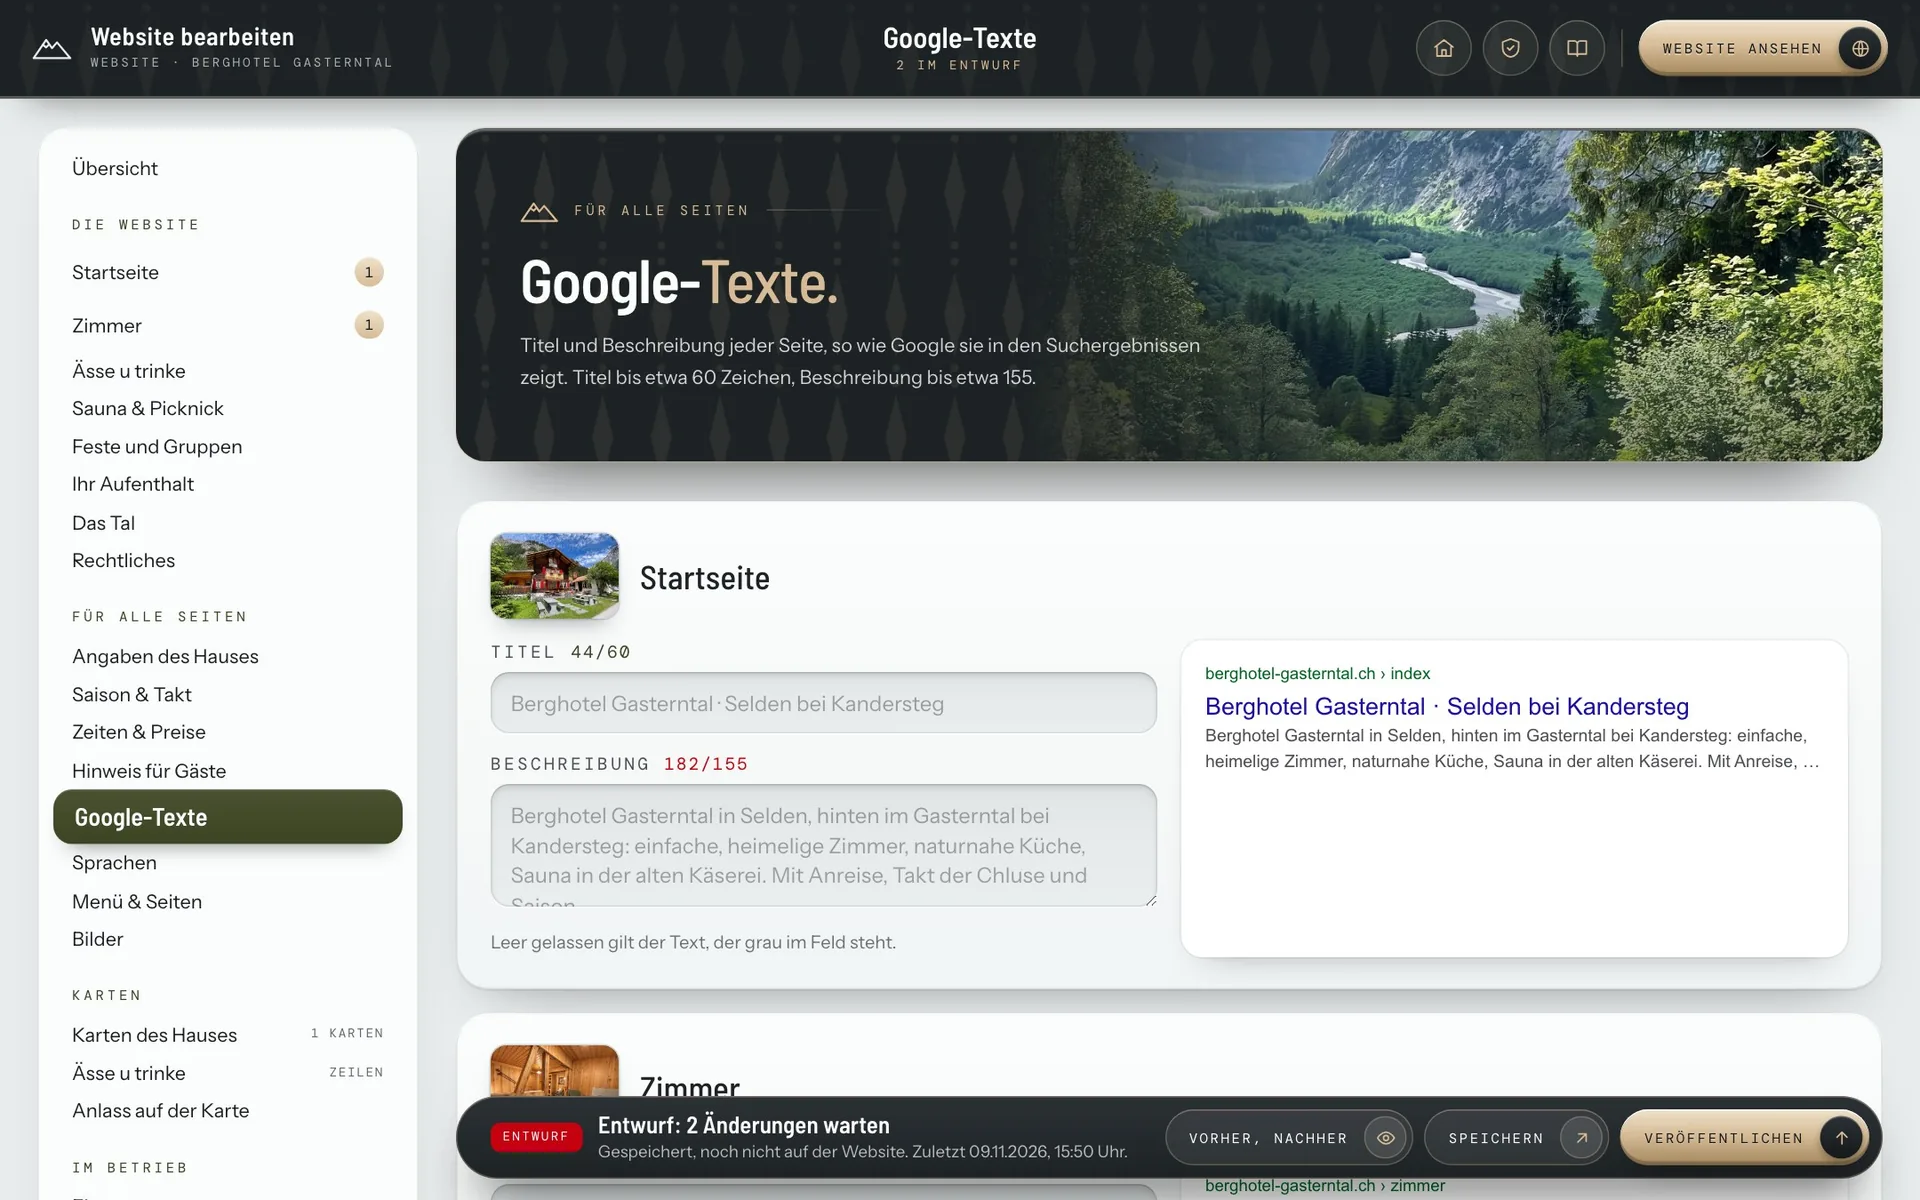 Website bearbeiten
WEBSITE · BERGHOTEL GASTERNTAL
Google-Texte
2 IM ENTWURF
WEBSITE ANSEHEN
Übersicht
DIE WEBSITE
Startseite 1
Zimmer 1
Ässe u trinke
Sauna & Picknick
Feste und Gruppen
Ihr Aufenthalt
Das Tal
Rechtliches
FÜR ALLE SEITEN
Angaben des Hauses
Saison & Takt
Zeiten & Preise
Hinweis für Gäste
Google-Texte
Sprachen
Menü & Seiten
Bilder
KARTEN
Karten des Hauses 1 KARTEN
Ässe u trinke ZEILEN
Anlass auf der Karte
IM BETRIEB
FÜR ALLE SEITEN
Google-Texte.
Titel und Beschreibung jeder Seite, so wie Google sie in den Suchergebnissen
zeigt. Titel bis etwa 60 Zeichen, Beschreibung bis etwa 155.
Startseite
TITEL 44/60
Berghotel Gasterntal · Selden bei Kandersteg
BESCHREIBUNG 182/155
Berghotel Gasterntal in Selden, hinten im Gasterntal bei
Kandersteg: einfache, heimelige Zimmer, naturnahe Küche,
Sauna in der alten Käserei. Mit Anreise, Takt der Chluse und
Saison
Leer gelassen gilt der Text, der grau im Feld steht.
berghotel-gasterntal.ch › index
Berghotel Gasterntal · Selden bei Kandersteg
Berghotel Gasterntal in Selden, hinten im Gasterntal bei Kandersteg: einfache,
heimelige Zimmer, naturnahe Küche, Sauna in der alten Käserei. Mit Anreise, …
Zimmer
ENTWURF
Entwurf: 2 Änderungen warten
Gespeichert, noch nicht auf der Website. Zuletzt 09.11.2026, 15:50 Uhr.
VORHER, NACHHER
SPEICHERN
VERÖFFENTLICHEN
berghotel-gasterntal.ch › zimmer